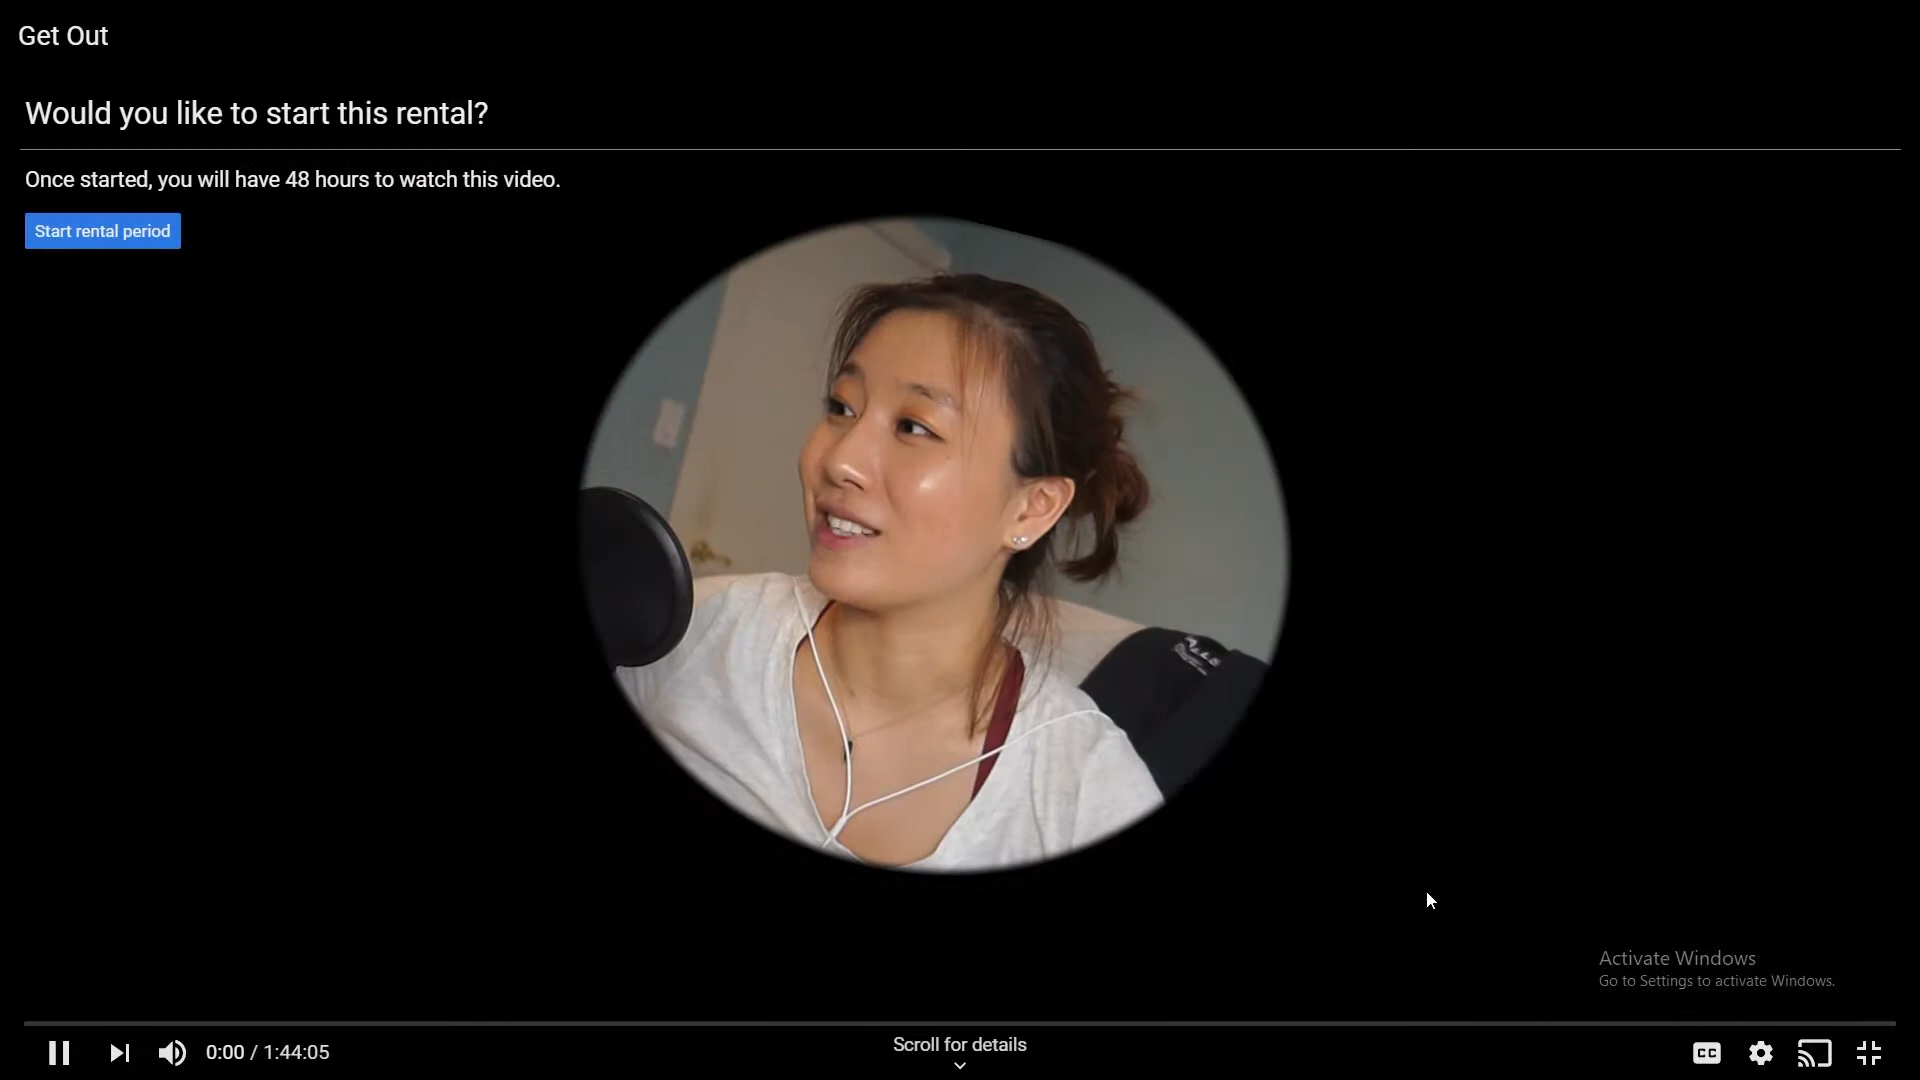 Get Out
Would you like to start this rental?
Once started, you will have 48 hours to watch this video.
Start rental period
Activate Windows
Go to Settings to activate Windows.
0:00 / 1:44:05
Scroll for details
CC